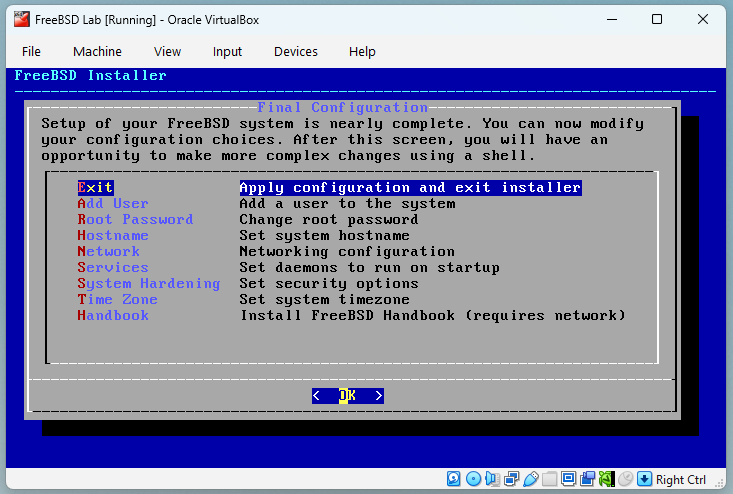 FreeBSD Lab [Running] - Oracle VirtualBox
File Machine View Input Devices Help
FreeBSD Installer
Final Configuration
Setup of your FreeBSD system is nearly complete. You can now modify
your configuration choices. After this screen, you will have an
opportunity to make more complex changes using a shell.
Exit Apply configuration and exit installer
Add User Add a user to the system
Root Password Change root password
Hostname Set system hostname
Network Networking configuration
Services Set daemons to run on startup
System Hardening Set security options
Time Zone Set system timezone
Handbook Install FreeBSD Handbook (requires network)
< OK >
Right Ctrl